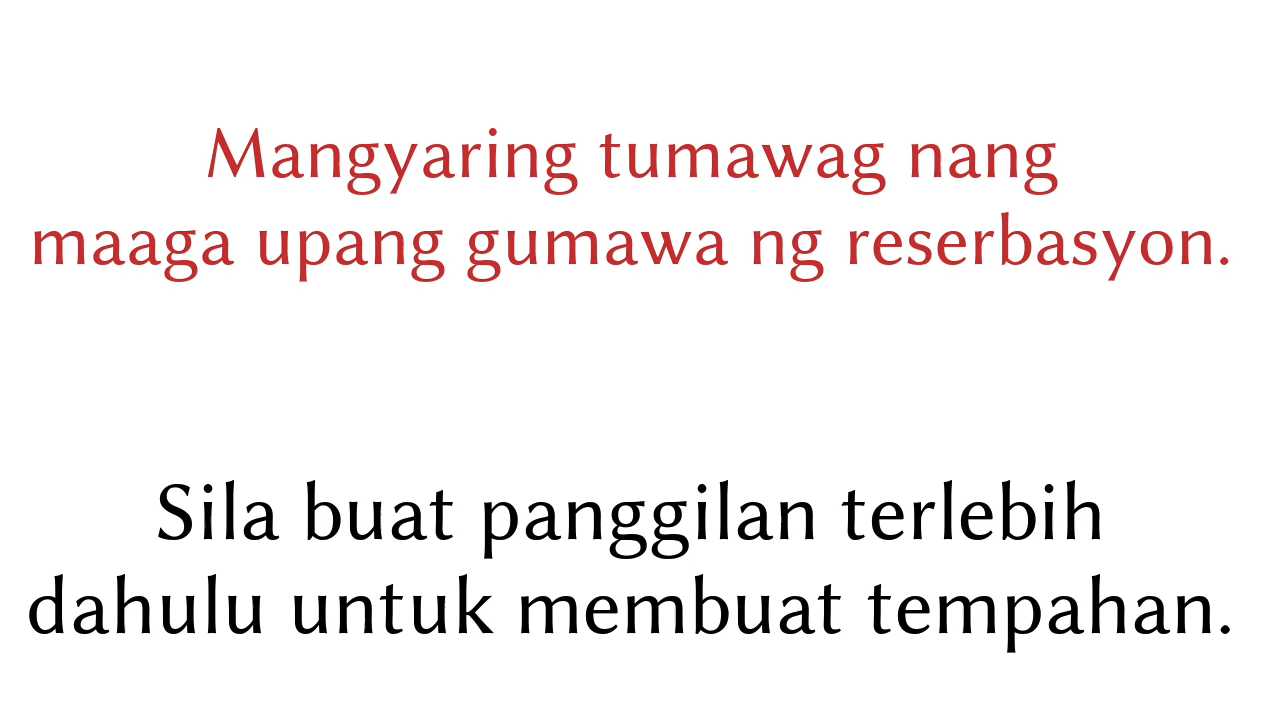 Mangyaring tumawag nang
maaga upang gumawa ng reserbasyon.
Sila buat panggilan terlebih
dahulu untuk membuat tempahan.